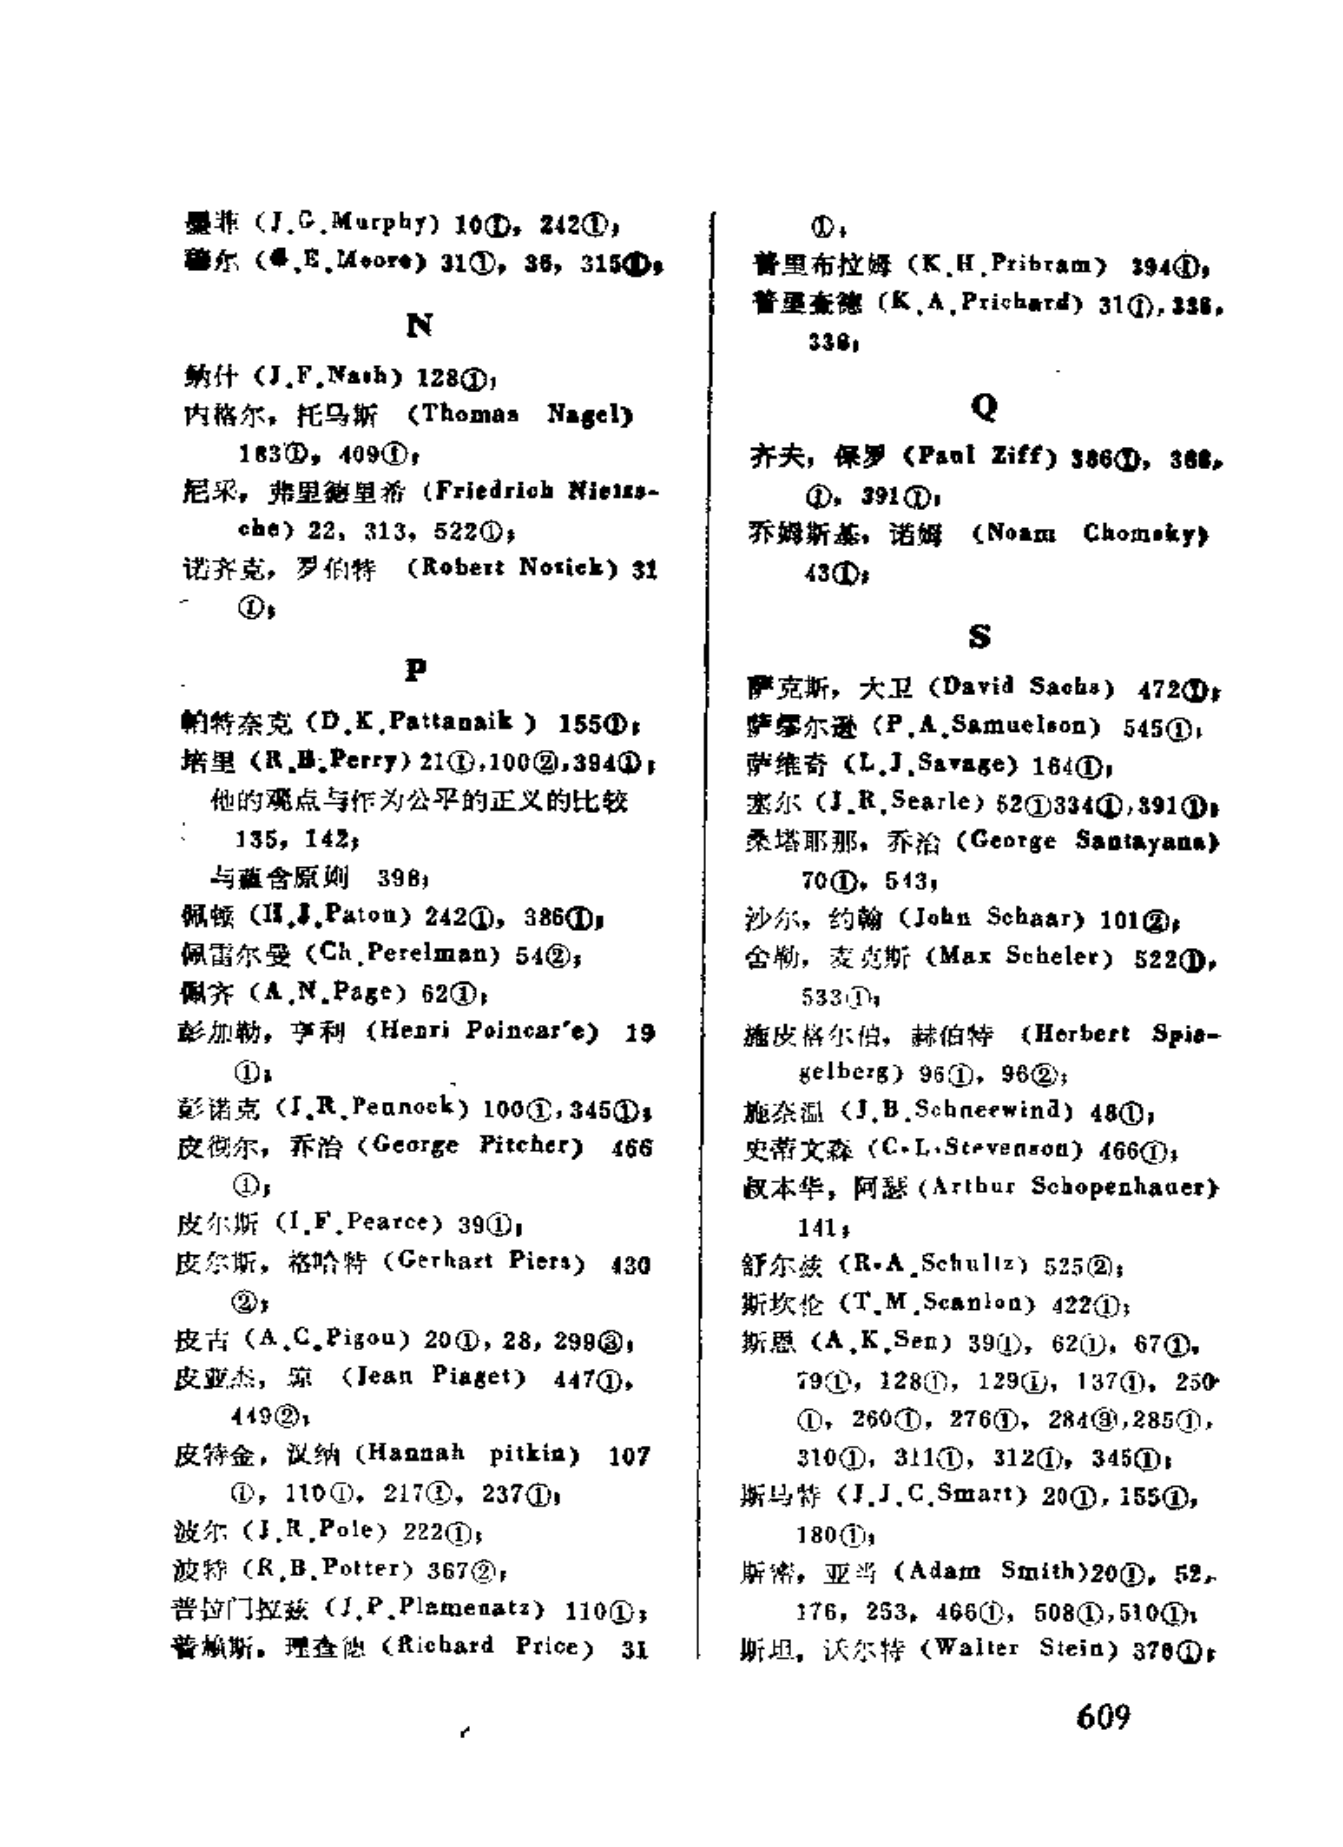 墨菲（J.G.Murphy）10①，242①；
（ .E.Moore）31①，36，315①；
N
纳什（J.F.Nash）128①；
内格尔，托马斯 （Thomas Nagel）
183①，409①；
尼采，弗里德里希（Friedrich Nietzs-
che）22，313，522①；
诺齐克，罗伯特 （Robert Nozick）31
①；
P
帕特奈克（D.K.Pattanaik）155①；
培里（R.B.Perry）21①,100②,394①；
他的观点与作为公平的正义的比较
135，142；
与蕴含原则 398；
佩顿（H.J.Paton）242①，386①；
佩雷尔曼（Ch.Perelman）54②；
佩齐（A.N.Page）62①；
彭加勒，亨利（Henri Poincar′e）19
①；
彭诺克（J.R.Pennock）100①,345①；
皮彻尔，乔治（George Pitcher）466
①；
皮尔斯（I.F.Pearce）39①；
皮尔斯，格哈特（Gerhart Piers）430
②；
皮古（A.C.Pigou）20①，28，298③；
皮亚杰，琼 （Jean Piaget）447①，
449②；
皮特金，汉纳（Hannah pitkin）107
①，110①，217①，237①；
波尔（J.R.Pole）222①；
波特（R.B.Potter）367②；
普拉门拉兹（J.P.Plamenatz）110①；
普赖斯，理查德（Richard Price）31
①；
普里布拉姆（K.H.Pribram）394①；
普里查德（K.A.Prichard）31①,336，
336；
Q
齐夫，保罗（Paul Ziff）386①，388，
①，391①；
乔姆斯基，诺姆 （Noam Chomsky）
43①；
S
萨克斯，大卫（David Sachs）472①；
萨缪尔逊（P.A.Samuelson）545①；
萨维奇（L.J.Savage）164①；
塞尔（J.R.Searle）52①334①,391①；
桑塔耶那，乔治（George Santayana）
70①，543；
沙尔，约翰（John Schaar）101②；
舍勒，麦克斯（Max Scheler）522①，
533①；
施皮格尔伯，赫伯特 （Herbert Spie-
gelberg）96①，96②；
施奈温（J.B.Schneewind）48①；
史蒂文森（C.L.Stevenson）466①；
叔本华，阿瑟（Arthur Schopenhauer）
141；
舒尔兹（R.A.Schultz）525②；
斯坎伦（T.M.Scanlon）422①；
斯恩（A.K.Sen）39①，62①，67①，
79①，128①，129①，137①，250
①，260①，276①，284③,285①，
310①，311①，312①，345①；
斯马特（J.J.C.Smart）20①，155①，
180①；
斯密，亚当（Adam Smith)20①，52，
176，253，466①，508①,510①；
斯坦，沃尔特（Walter Stein）378①；
609